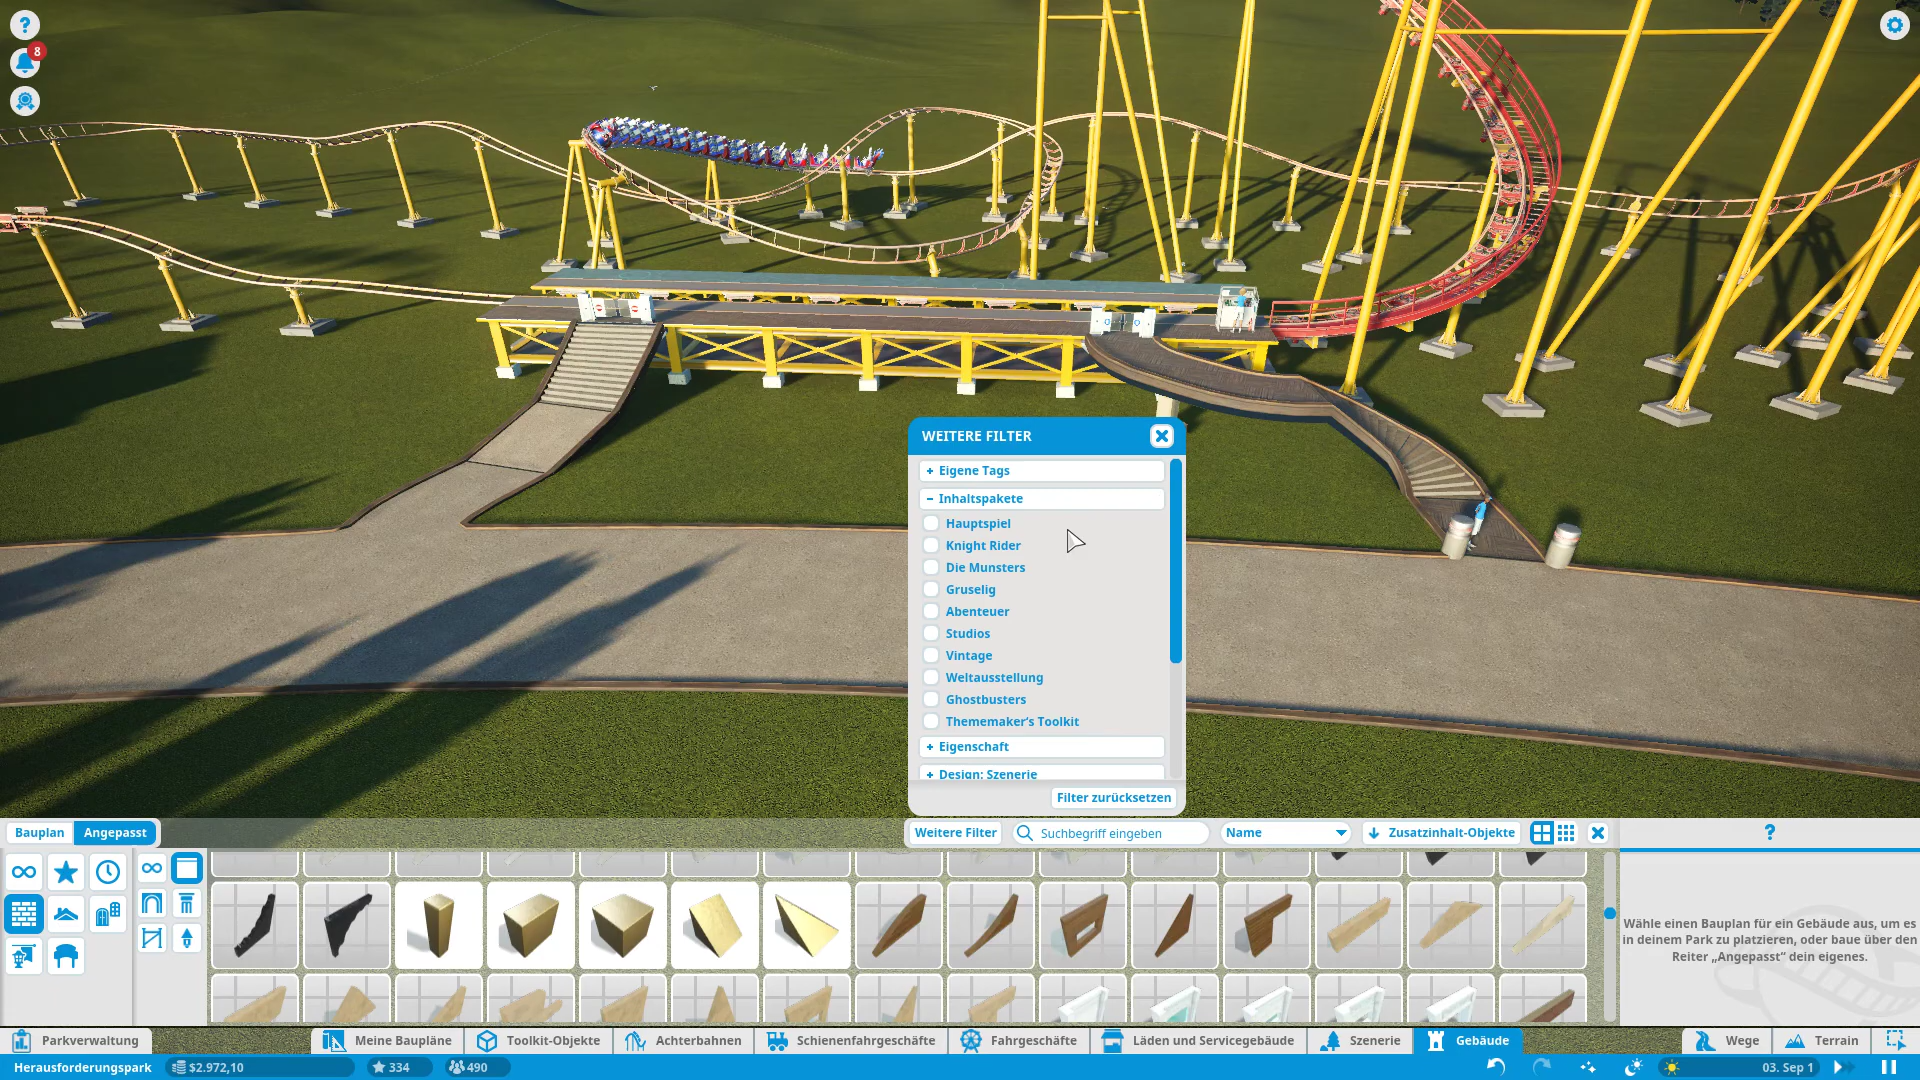 8
WEITERE FILTER
+ Eigene Tags
– Inhaltspakete
Hauptspiel
Knight Rider
Die Munsters
Gruselig
Abenteuer
Studios
Vintage
Weltausstellung
Ghostbusters
Thememaker's Toolkit
+ Eigenschaft
+ Design: Szenerie
Filter zurücksetzen
Bauplan Angepasst
Weitere Filter Suchbegriff eingeben Name Zusatzinhalt-Objekte ?
Wähle einen Bauplan für ein Gebäude aus, um es
in deinem Park zu platzieren, oder baue über den
Reiter „Angepasst“ dein eigenes.
Parkverwaltung Meine Baupläne Toolkit-Objekte Achterbahnen Schienenfahrgeschäfte Fahrgeschäfte Läden und Servicegebäude Szenerie Gebäude Wege Terrain
Herausforderungspark $2.972,10 334 490 03. Sep 1